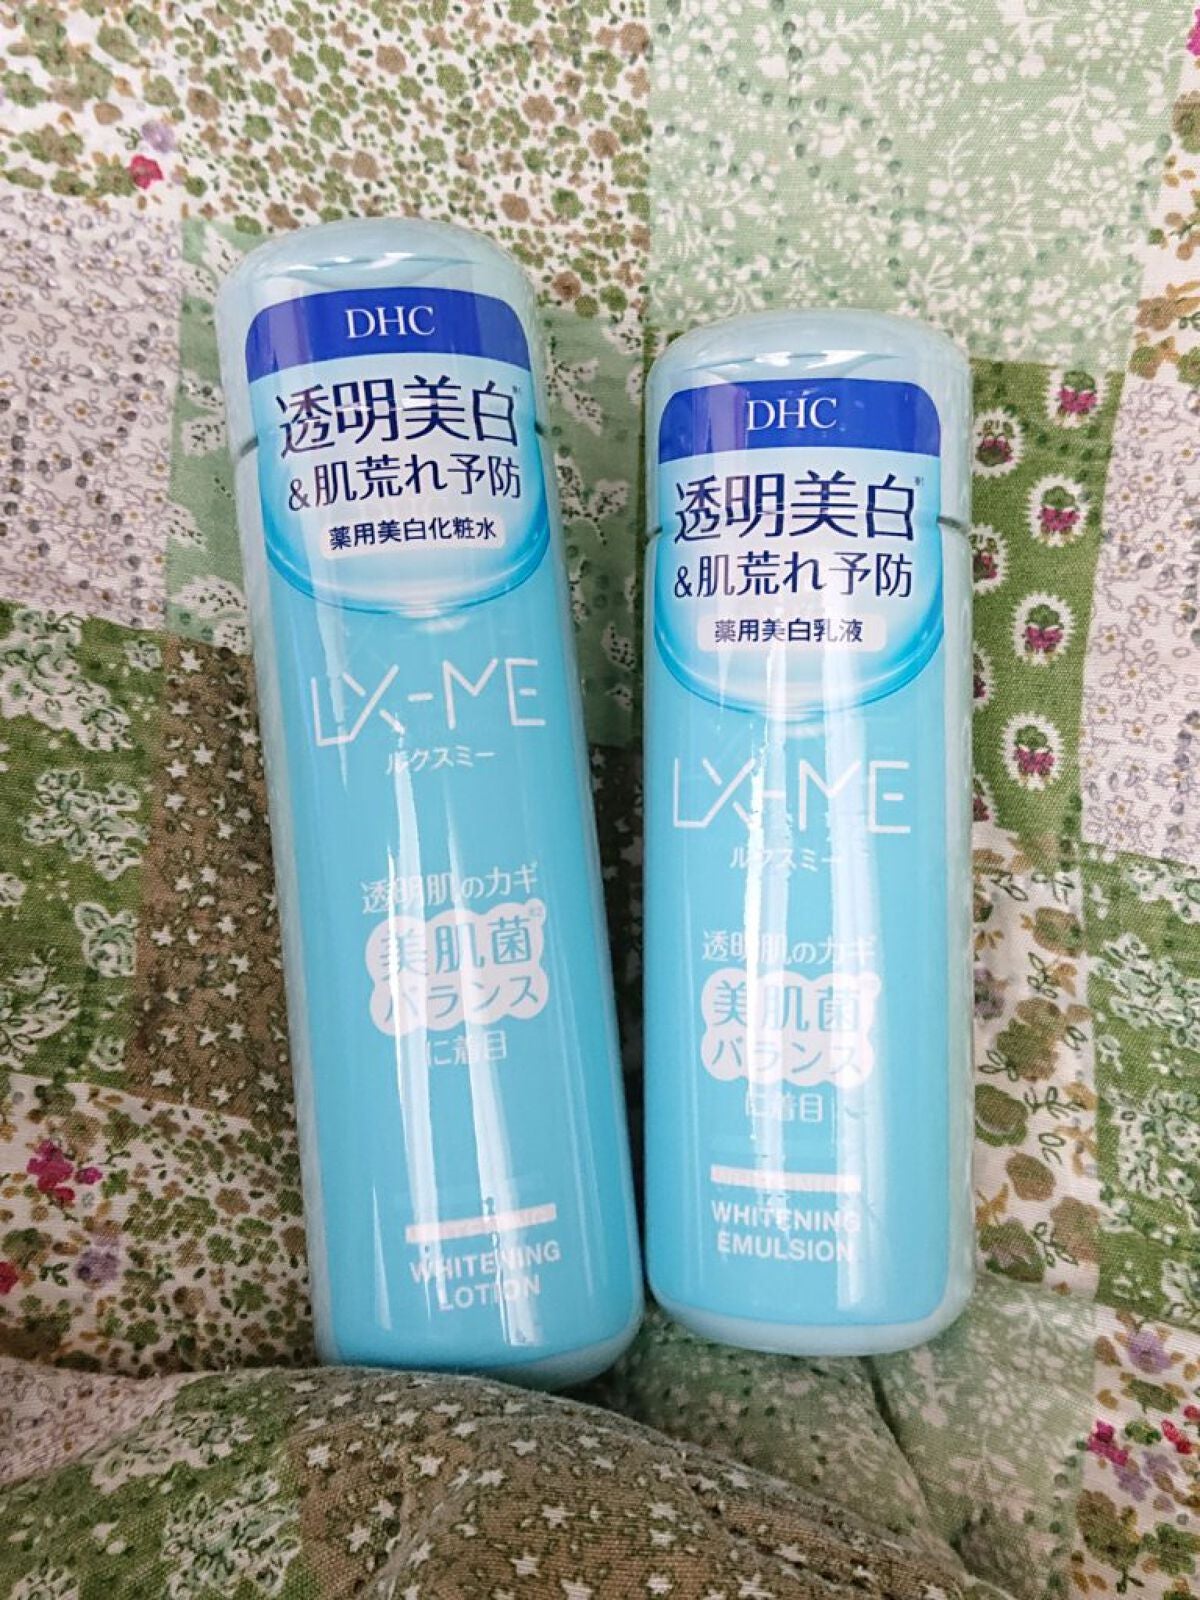 DHC
透明美白※1
&肌荒れ予防
薬用美白化粧水
LX-ME
ルクスミー
透明肌のカギ
美肌菌※2
バランス
に着目
WHITENING
LOTION
DHC
透明美白※1
&肌荒れ予防
薬用美白乳液
LX-ME
ルクスミー
透明肌のカギ
美肌菌
バランス
に着目
WHITENING
EMULSION